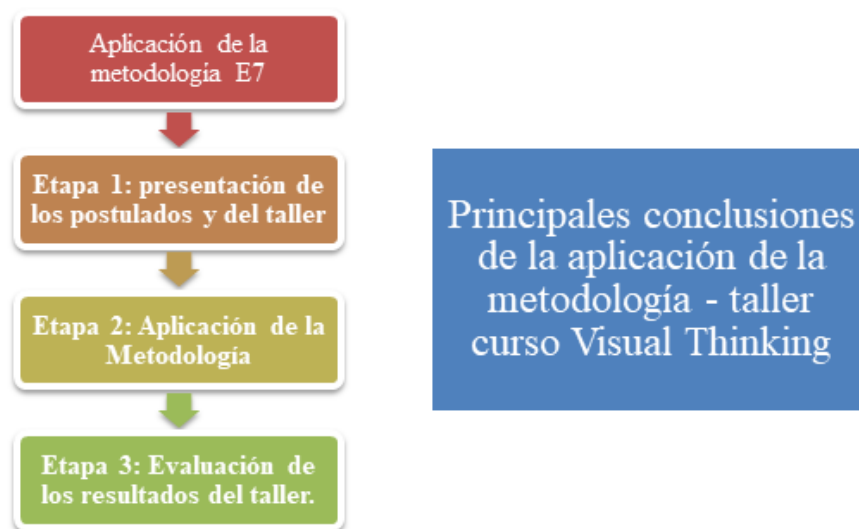 Aplicación de la
metodología E7
Etapa 1: presentación de
los postulados y del taller
Etapa 2: Aplicación de la
Metodología
Etapa 3: Evaluación de
los resultados del taller.
Principales conclusiones
de la aplicación de la
metodología - taller
curso Visual Thinking